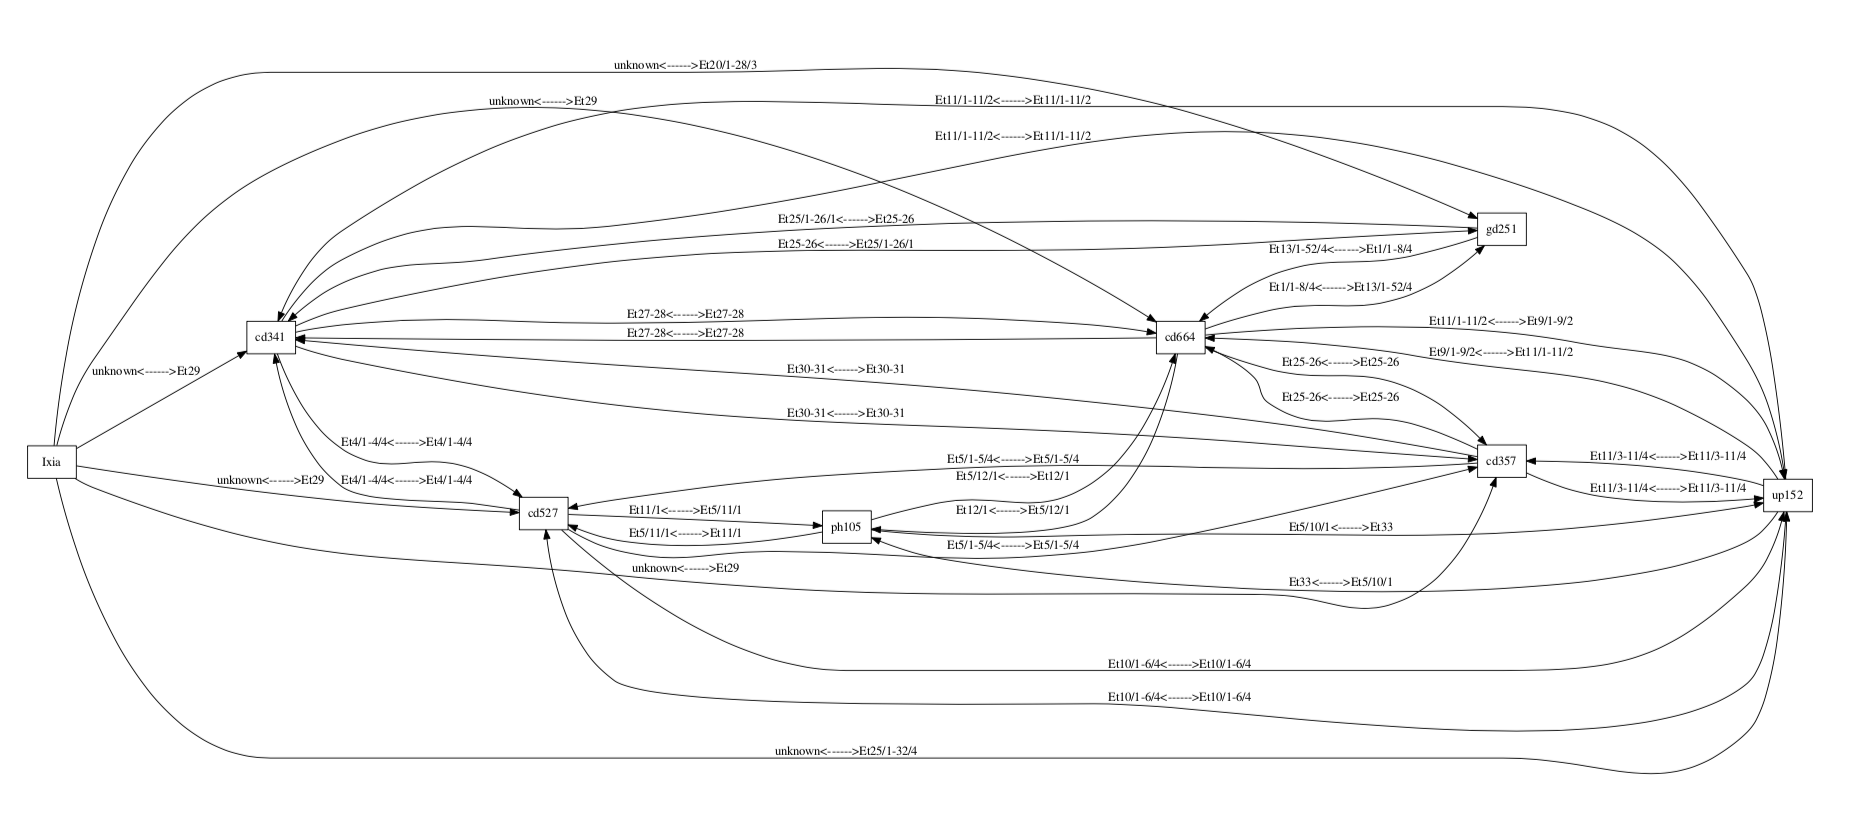 unknown<------>Et20/1-28/3
unknown<------>Et29
Et11/1-11/2<------>Et11/1-11/2
Et11/1-11/2<------>Et11/1-11/2
Et25/1-26/1<------>Et25-26
gd251
Et25-26<------>Et25/1-26/1
Et13/1-52/4<------>Et1/1-8/4
Et1/1-8/4<------>Et13/1-52/4
Et27-28<------>Et27-28
Et11/1-11/2<------>Et9/1-9/2
cd341
Et27-28<------>Et27-28
cd664
Et9/1-9/2<------>Et11/1-11/2
Et25-26<------>Et25-26
unknown<------>Et29
Et30-31<------>Et30-31
Et25-26<------>Et25-26
Et30-31<------>Et30-31
Et4/1-4/4<------>Et4/1-4/4
Ixia
Et5/1-5/4<------>Et5/1-5/4
cd357
Et11/3-11/4<------>Et11/3-11/4
unknown<------>Et29
Et4/1-4/4<------>Et4/1-4/4
Et5/12/1<------>Et12/1
Et11/3-11/4<------>Et11/3-11/4
up152
cd527
Et11/1<------>Et5/11/1
Et12/1<------>Et5/12/1
ph105
Et5/10/1<------>Et33
Et5/11/1<------>Et11/1
Et5/1-5/4<------>Et5/1-5/4
unknown<------>Et29
Et33<------>Et5/10/1
Et10/1-6/4<------>Et10/1-6/4
Et10/1-6/4<------>Et10/1-6/4
unknown<------>Et25/1-32/4